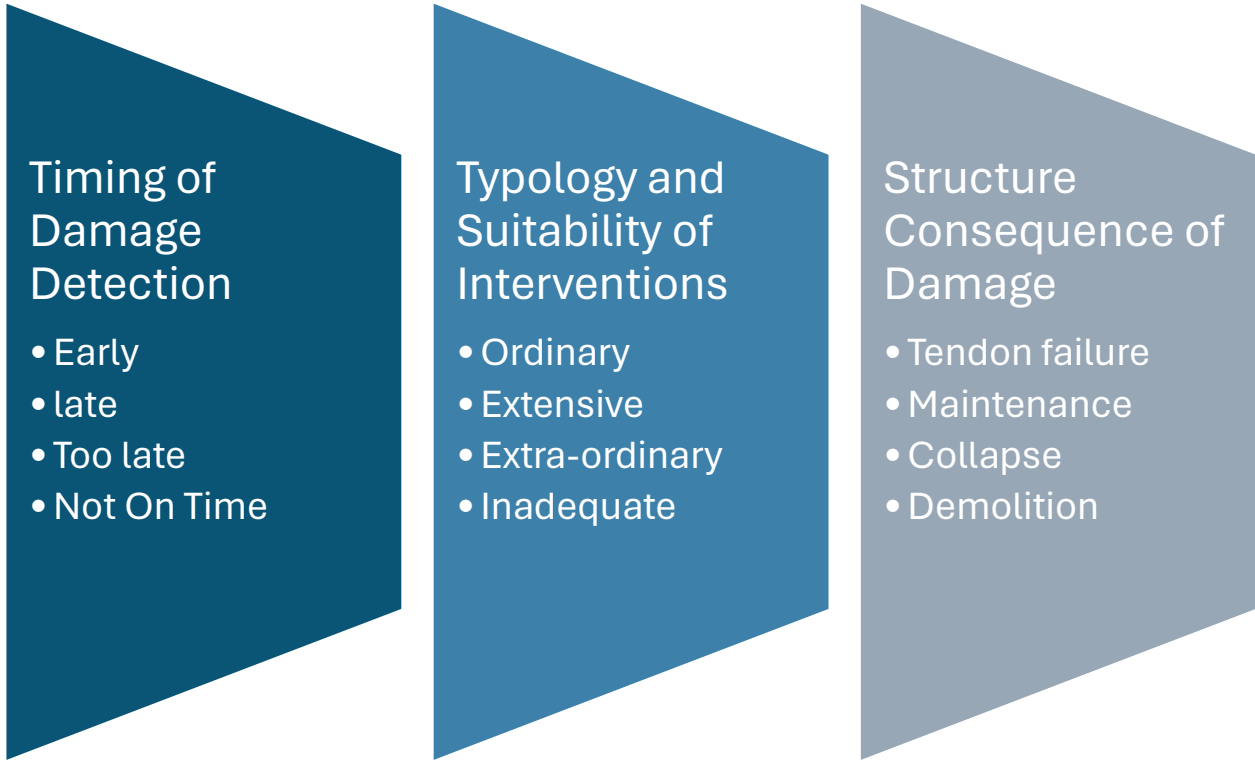 Timing of
Damage
Detection
• Early
• late
• Too late
• Not On Time
Typology and
Suitability of
Interventions
• Ordinary
• Extensive
• Extra-ordinary
• Inadequate
Structure
Consequence of
Damage
• Tendon failure
• Maintenance
• Collapse
• Demolition